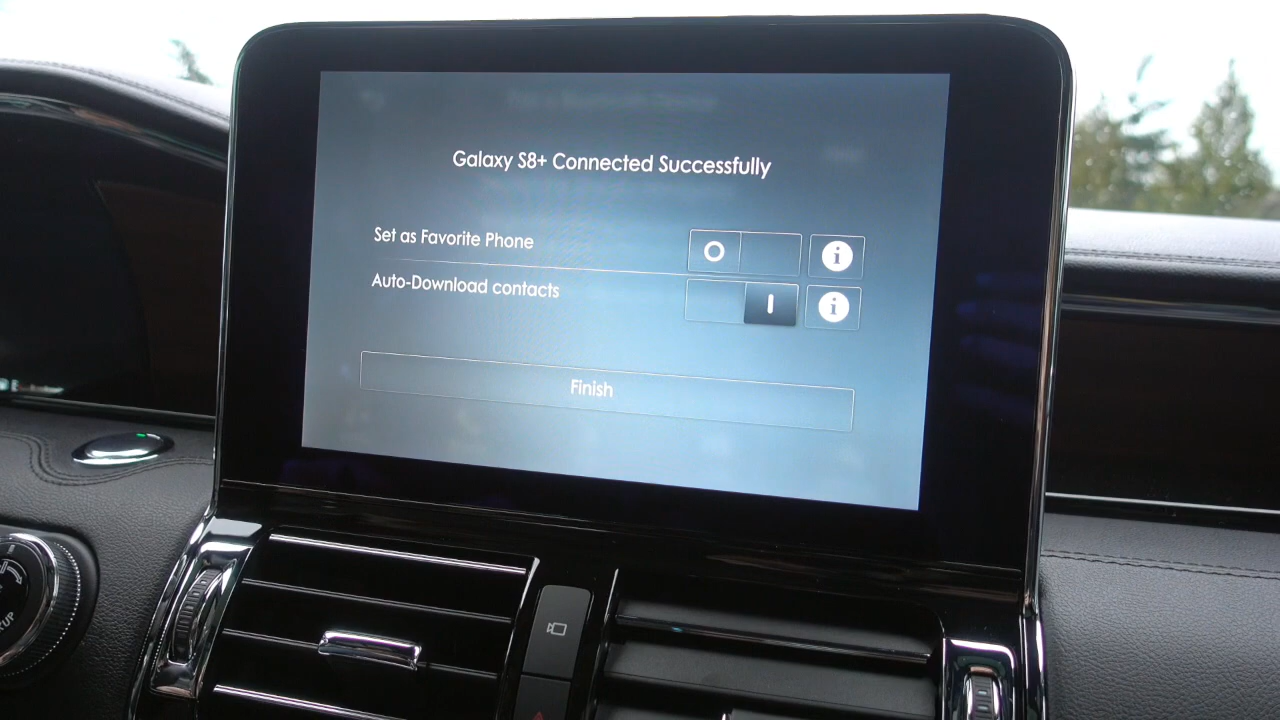 Galaxy S8+ Connected Successfully
Set as Favorite Phone
Auto-Download contacts
Finish